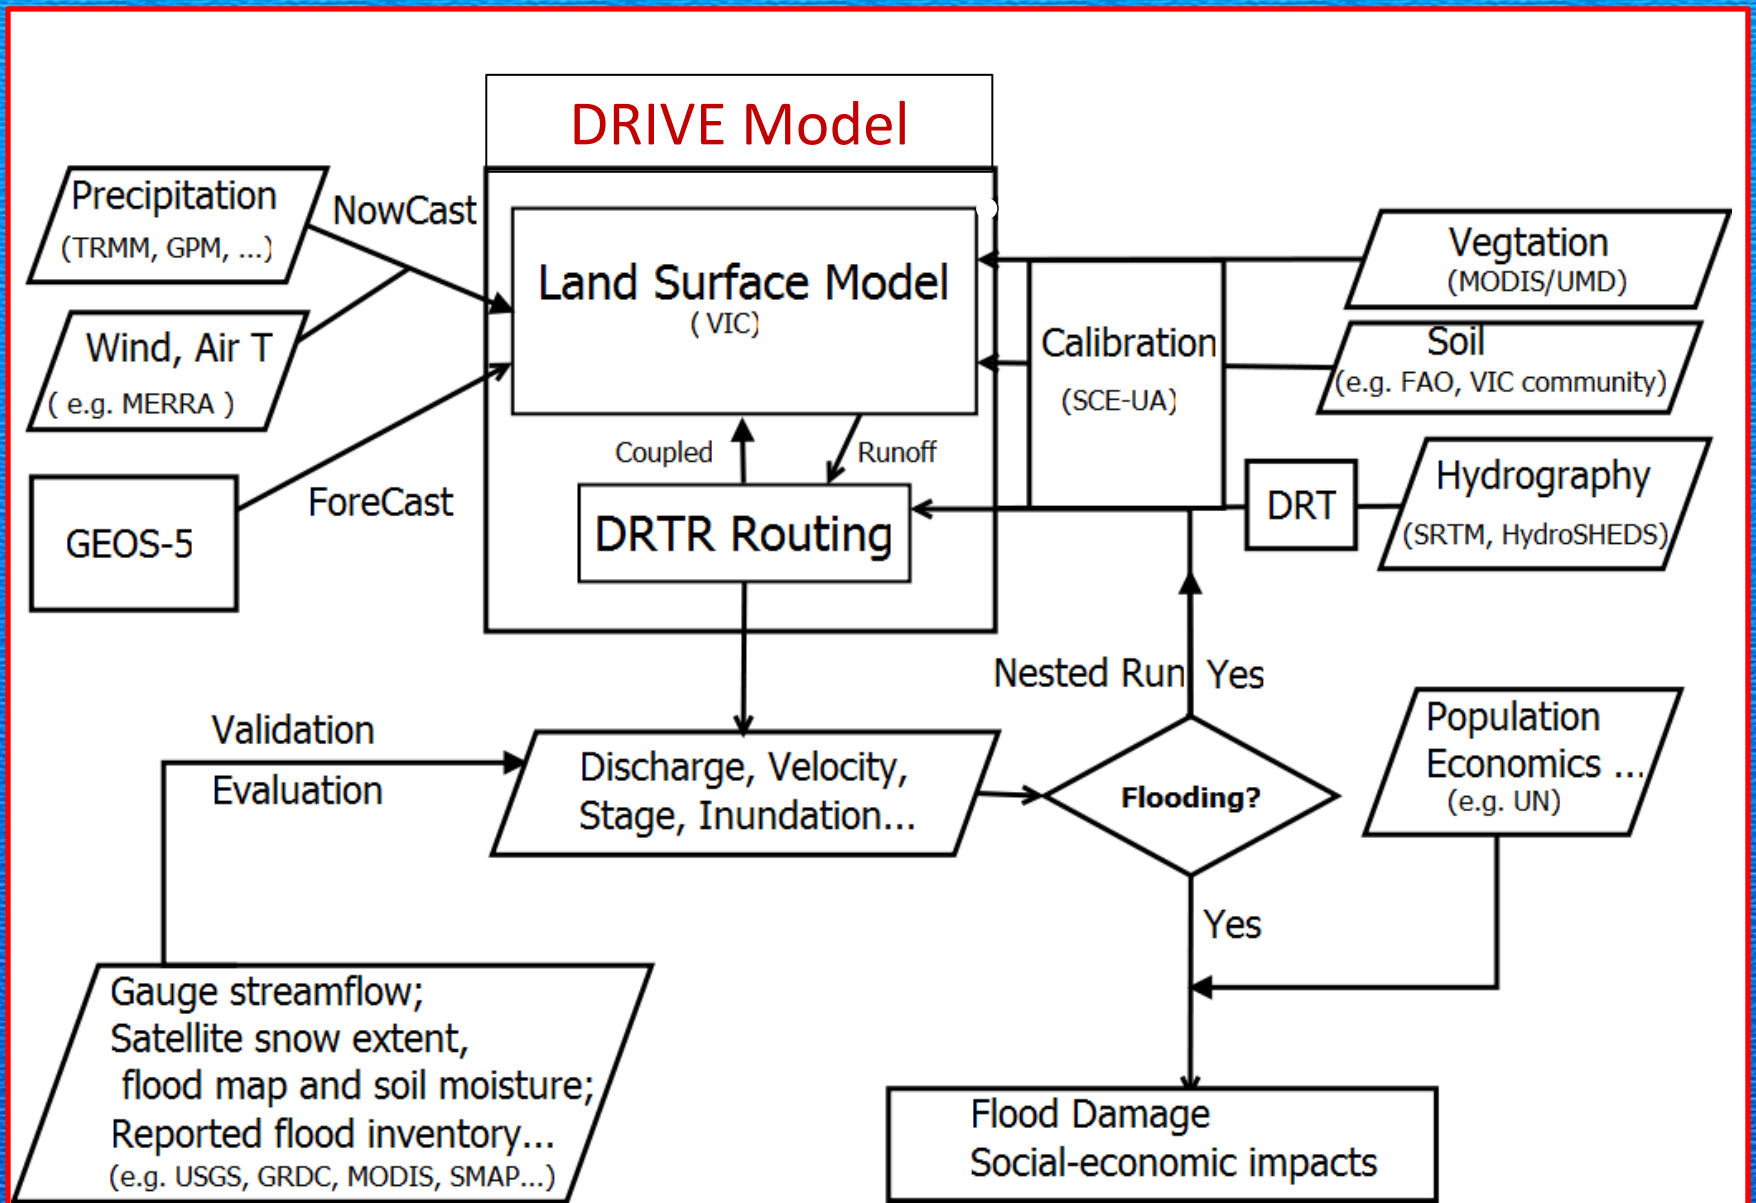 DRIVE Model
Precipitation
(TRMM, GPM, ...)
NowCast
Wind, Air T
( e.g. MERRA )
GEOS-5
ForeCast
Land Surface Model
( VIC)
Coupled
Runoff
DRTR Routing
Calibration
(SCE-UA)
Vegtation
(MODIS/UMD)
Soil
(e.g. FAO, VIC community)
DRT
Hydrography
(SRTM, HydroSHEDS)
Nested Run
Yes
Validation
Evaluation
Discharge, Velocity,
Stage, Inundation...
Flooding?
Population
Economics ...
(e.g. UN)
Yes
Gauge streamflow;
Satellite snow extent,
flood map and soil moisture;
Reported flood inventory...
(e.g. USGS, GRDC, MODIS, SMAP...)
Flood Damage
Social-economic impacts